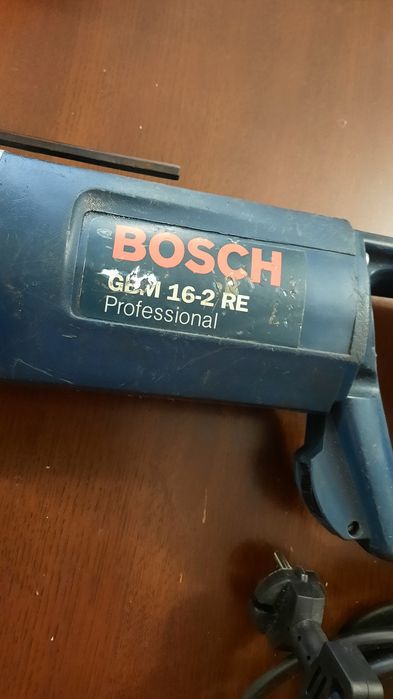 BOSCH
GBM 16-2 RE
Professional